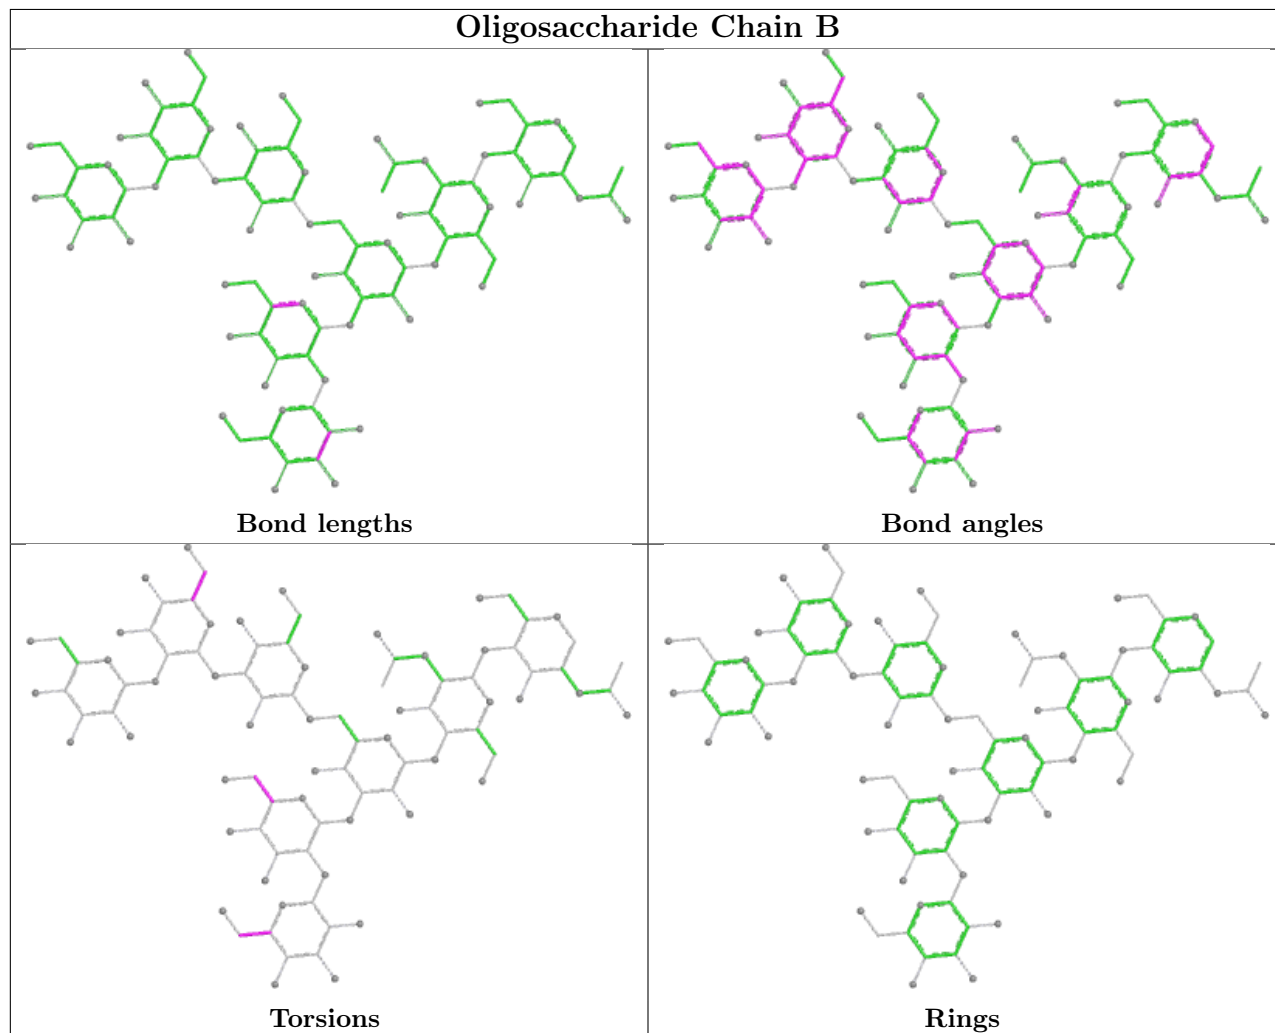 Oligosaccharide Chain B
Bond lengths
Bond angles
Torsions
Rings